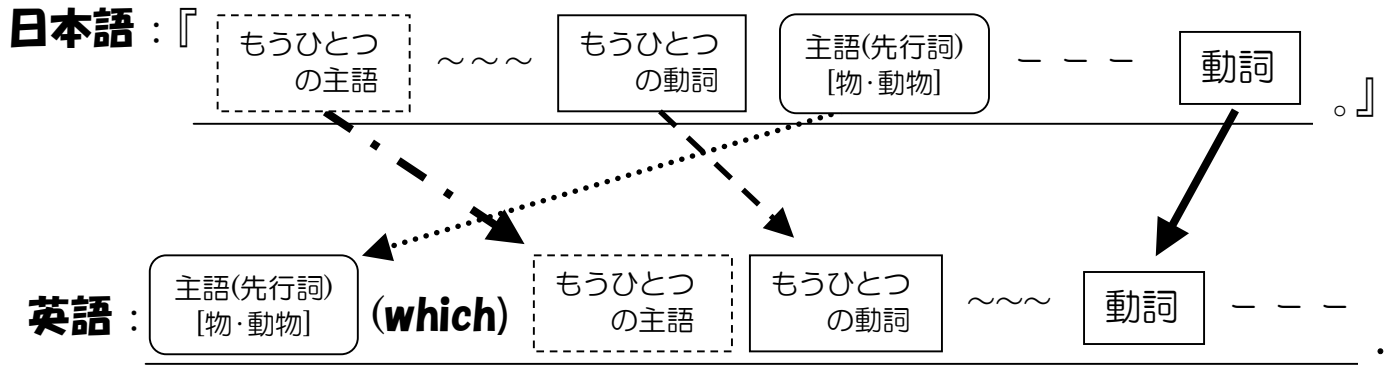 日本語:『 もうひとつ の主語 ~~~ もうひとつ の動詞 主語(先行詞) [物·動物] - - - 動詞 。』
英語: 主語(先行詞) [物·動物] (which) もうひとつ の主語 もうひとつ の動詞 ~~~ 動詞 - - - .